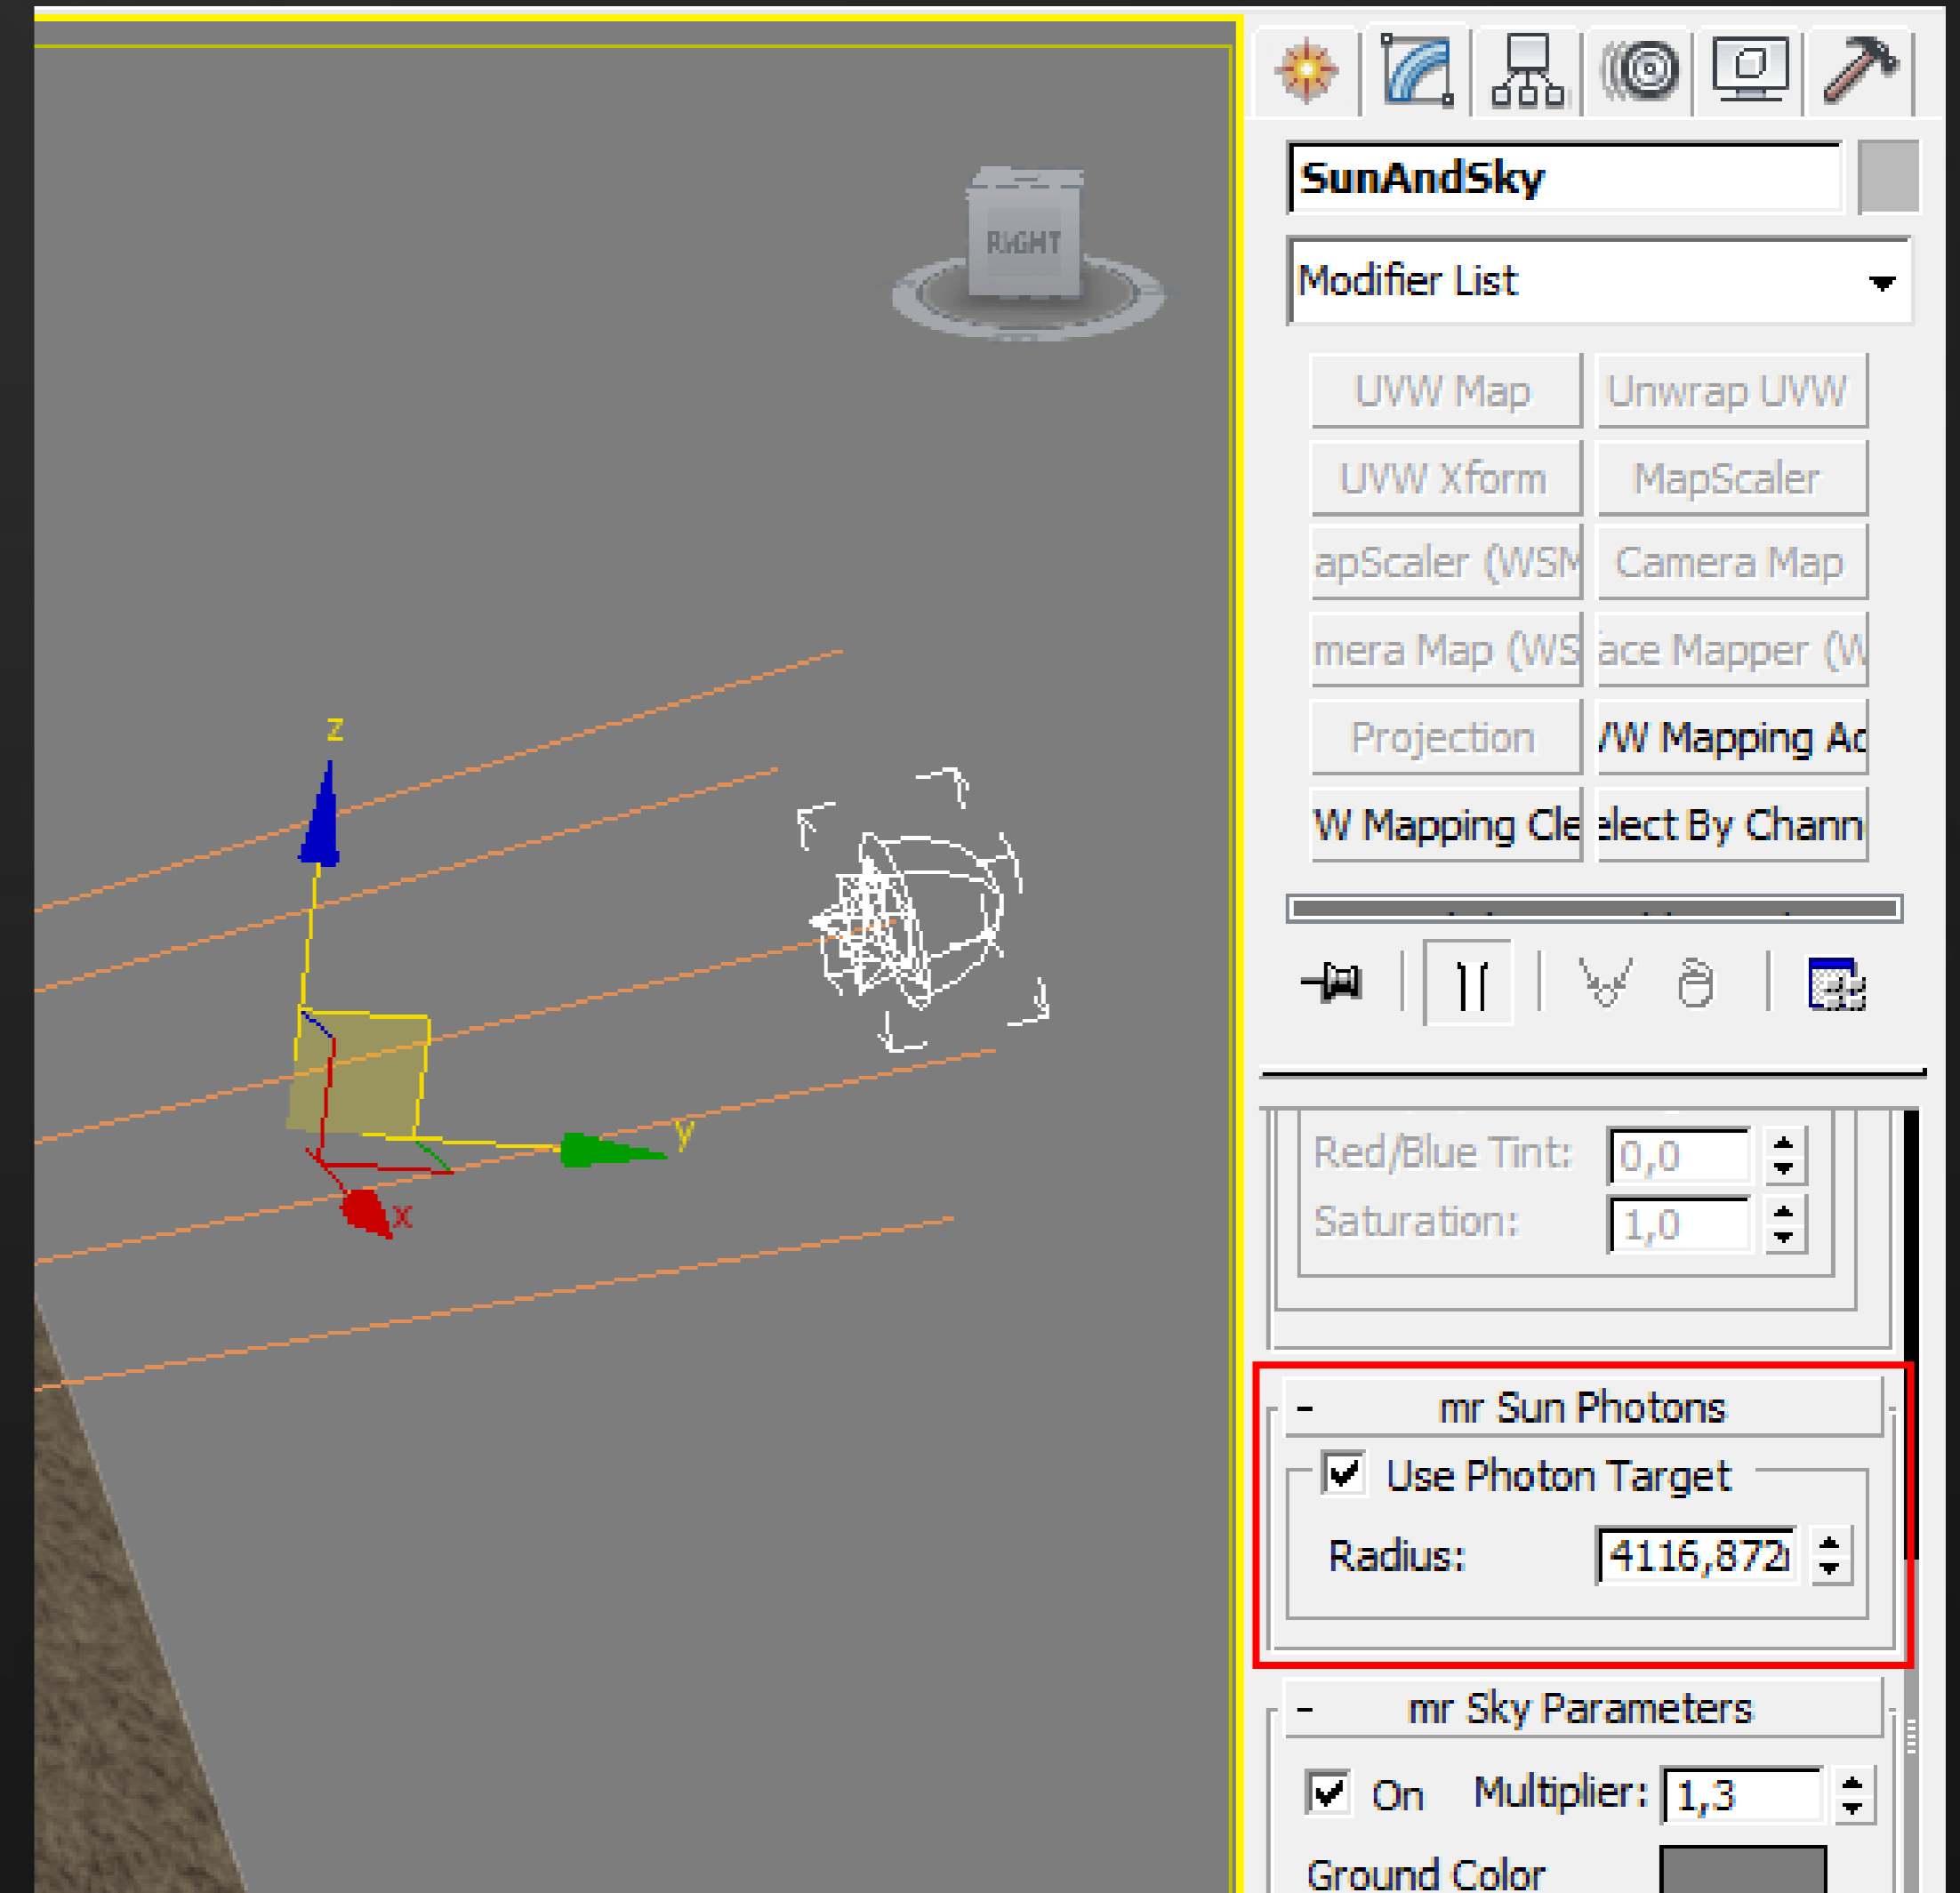 SunAndSky
RIGHT
Modifier List
UVW Map Unwrap UVW
UVW Xform MapScaler
apScaler (WSM Camera Map
mera Map (WS ace Mapper (W
Projection VW Mapping Ad
W Mapping Cle elect By Chann
z
y
x
Red/Blue Tint: 0,0
Saturation: 1,0
- mr Sun Photons
Use Photon Target
Radius: 4116,872
- mr Sky Parameters
On Multiplier: 1,3
Ground Color